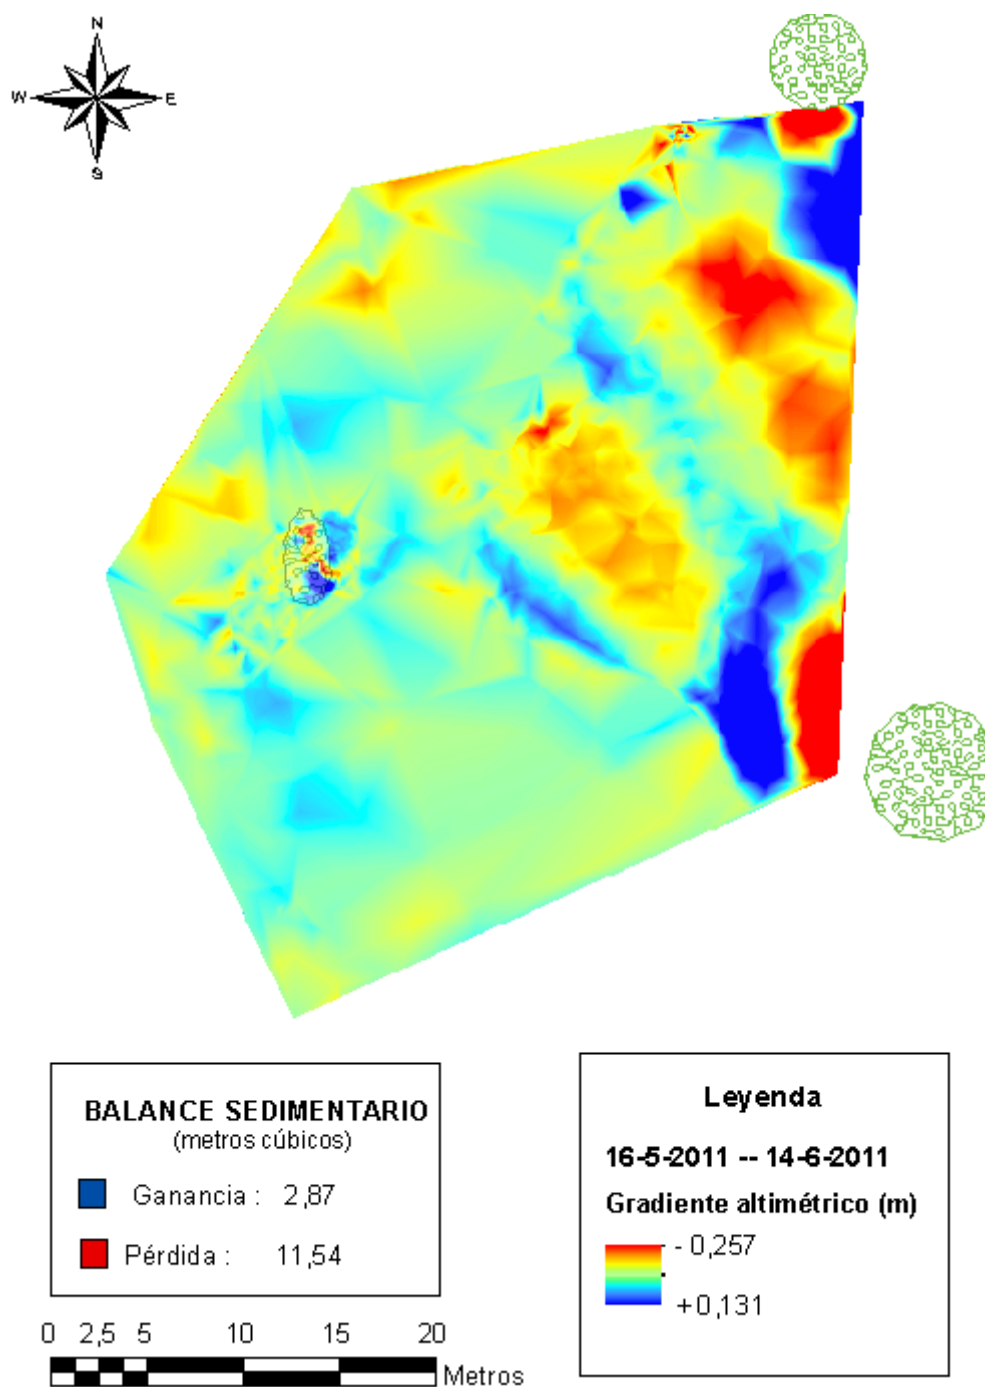 N
W E
S
BALANCE SEDIMENTARIO
(metros cúbicos)
Ganancia : 2,87
Pérdida : 11,54
0 2,5 5 10 15 20
Metros
Leyenda
16-5-2011 -- 14-6-2011
Gradiente altimétrico (m)
- 0,257
+0,131